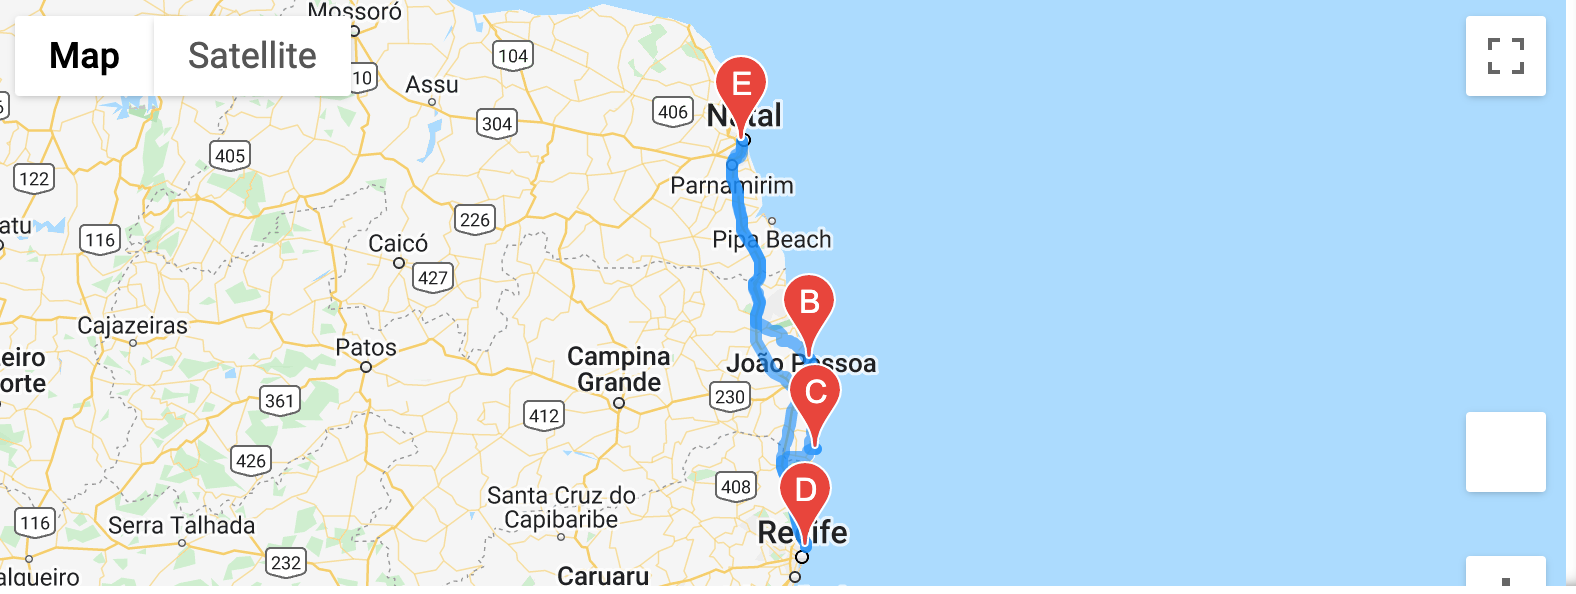 Mossoró
Map
Satellite
104
10
E
Assu
406
Natal
304
405
122
Parnamirim
226
atu
116
Caicó
Pipa Beach
427
B
Cajazeiras
Patos
eiro
orte
Campina
Grande
João Pessoa
C
230
361
412
426
D
408
Santa Cruz do
Capibaribe
116
Serra Talhada
Recife
232
algueiro
Caruaru